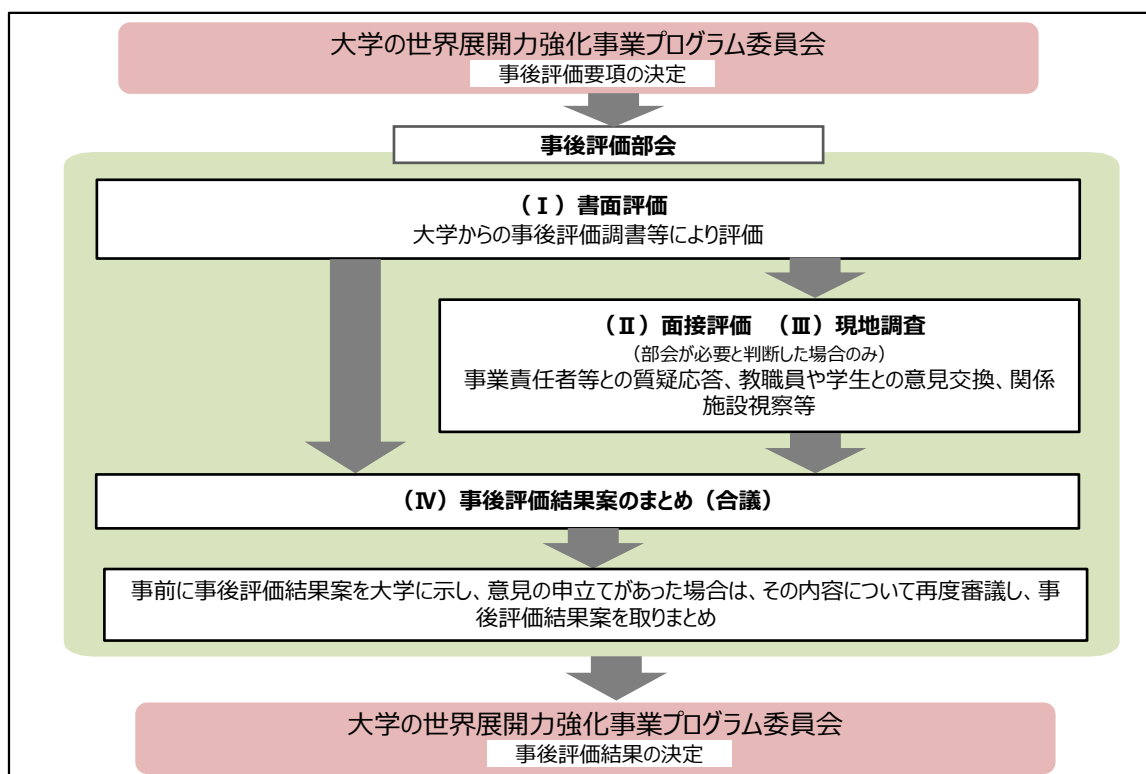 大学の世界展開力強化事業プログラム委員会
事後評価要項の決定
事後評価部会
（Ⅰ）書面評価
大学からの事後評価調書等により評価
（Ⅱ）面接評価　（Ⅲ）現地調査
（部会が必要と判断した場合のみ）
事業責任者等との質疑応答、教職員や学生との意見交換、関係
施設視察等
（Ⅳ）事後評価結果案のまとめ（合議）
事前に事後評価結果案を大学に示し、意見の申立てがあった場合は、その内容について再度審議し、事
後評価結果案を取りまとめ
大学の世界展開力強化事業プログラム委員会
事後評価結果の決定